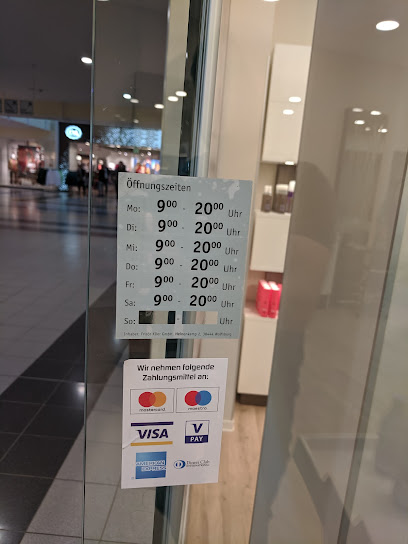 Öffnungszeiten
Mo: 9⁰⁰ - 20⁰⁰ Uhr
Di: 9⁰⁰ - 20⁰⁰ Uhr
Mi: 9⁰⁰ - 20⁰⁰ Uhr
Do: 9⁰⁰ - 20⁰⁰ Uhr
Fr: 9⁰⁰ - 20⁰⁰ Uhr
Sa: 9⁰⁰ - 20⁰⁰ Uhr
So: - Uhr
Wir nehmen folgende
Zahlungsmittel an:
mastercard maestro
VISA V PAY
AMERICAN EXPRESS Diners Club